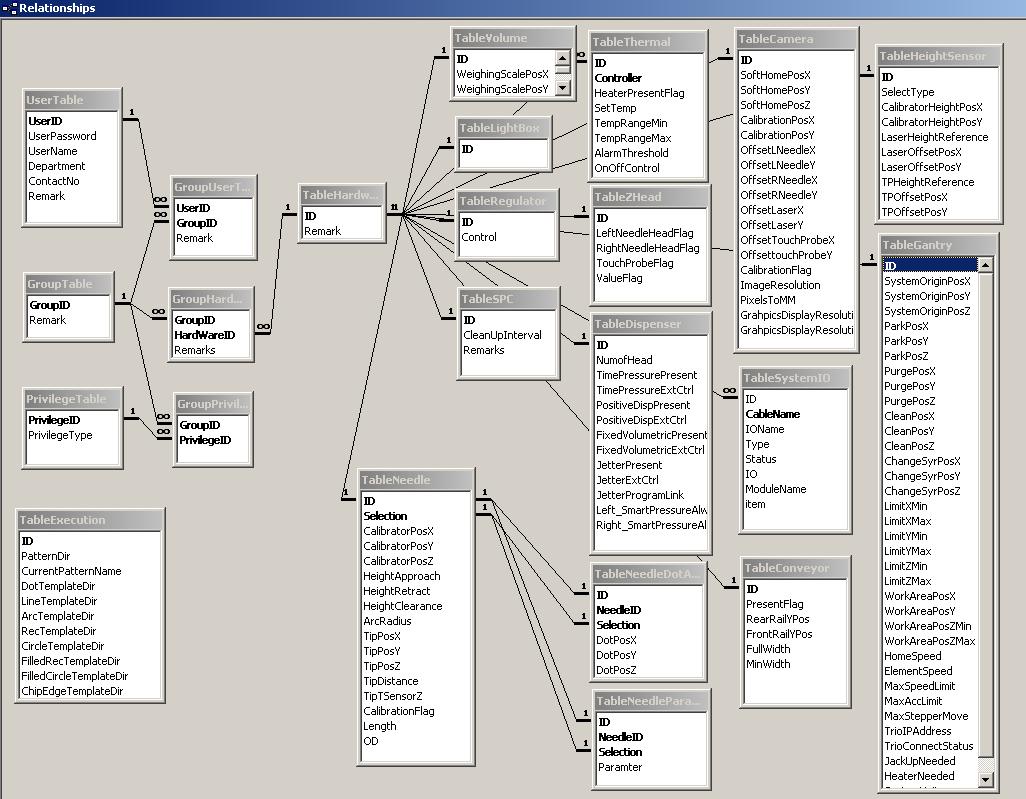 Relationships
UserTable
UserID
UserPassword
UserName
Department
ContactNo
Remark
GroupTable
GroupID
Remark
PrivilegeTable
PrivilegeID
PrivilegeType
TableExecution
ID
PatternDir
CurrentPatternName
DotTemplateDir
LineTemplateDir
ArcTemplateDir
RecTemplateDir
CircleTemplateDir
FilledRecTemplateDir
FilledCircleTemplateDir
ChipEdgeTemplateDir
GroupUserT...
UserID
GroupID
Remark
GroupHard...
GroupID
HardWareID
Remarks
GroupPrivil...
GroupID
PrivilegeID
TableHardw...
ID
Remark
TableNeedle
ID
Selection
CalibratorPosX
CalibratorPosY
CalibratorPosZ
HeightApproach
HeightRetract
HeightClearance
ArcRadius
TipPosX
TipPosY
TipPosZ
TipDistance
TipTSensorZ
CalibrationFlag
Length
OD
TableVolume
ID
WeighingScalePosX
WeighingScalePosY
TableLightBox
ID
TableRegulator
ID
Control
TableSPC
ID
CleanUpInterval
Remarks
TableThermal
ID
Controller
HeaterPresentFlag
SetTemp
TempRangeMin
TempRangeMax
AlarmThreshold
OnOffControl
TableZHead
ID
LeftNeedleHeadFlag
RightNeedleHeadFlag
TouchProbeFlag
ValueFlag
TableDispenser
ID
NumofHead
TimePressurePresent
TimePressureExtCtrl
PositiveDispPresent
PositiveDispExtCtrl
FixedVolumetricPresent
FixedVolumetricExtCtrl
JetterPresent
JetterExtCtrl
JetterProgramLink
Left_SmartPressureAlw
Right_SmartPressureAl
TableNeedleDotA...
ID
NeedleID
Selection
DotPosX
DotPosY
DotPosZ
TableNeedlePara...
ID
NeedleID
Selection
Paramter
TableCamera
ID
SoftHomePosX
SoftHomePosY
SoftHomePosZ
CalibrationPosX
CalibrationPosY
OffsetLNeedleX
OffsetLNeedleY
OffsetRNeedleX
OffsetRNeedleY
OffsetLaserX
OffsetLaserY
OffsetTouchProbeX
OffsettouchProbeY
CalibrationFlag
ImageResolution
PixelsToMM
GrahpicsDisplayResoluti
GrahpicsDisplayResoluti
TableSystemIO
ID
CableName
IOName
Type
Status
IO
ModuleName
item
TableConveyor
ID
PresentFlag
RearRailYPos
FrontRailYPos
FullWidth
MinWidth
TableHeightSensor
ID
SelectType
CalibratorHeightPosX
CalibratorHeightPosY
LaserHeightReference
LaserOffsetPosX
LaserOffsetPosY
TPHeightReference
TPOffsetPosX
TPOffsetPosY
TableGantry
ID
SystemOriginPosX
SystemOriginPosY
SystemOriginPosZ
ParkPosX
ParkPosY
ParkPosZ
PurgePosX
PurgePosY
PurgePosZ
CleanPosX
CleanPosY
CleanPosZ
ChangeSyrPosX
ChangeSyrPosY
ChangeSyrPosZ
LimitXMin
LimitXMax
LimitYMin
LimitYMax
LimitZMin
LimitZMax
WorkAreaPosX
WorkAreaPosY
WorkAreaPosZMin
WorkAreaPosZMax
HomeSpeed
ElementSpeed
MaxSpeedLimit
MaxAccLimit
MaxStepperMove
TrioIPAddress
TrioConnectStatus
JackUpNeeded
HeaterNeeded